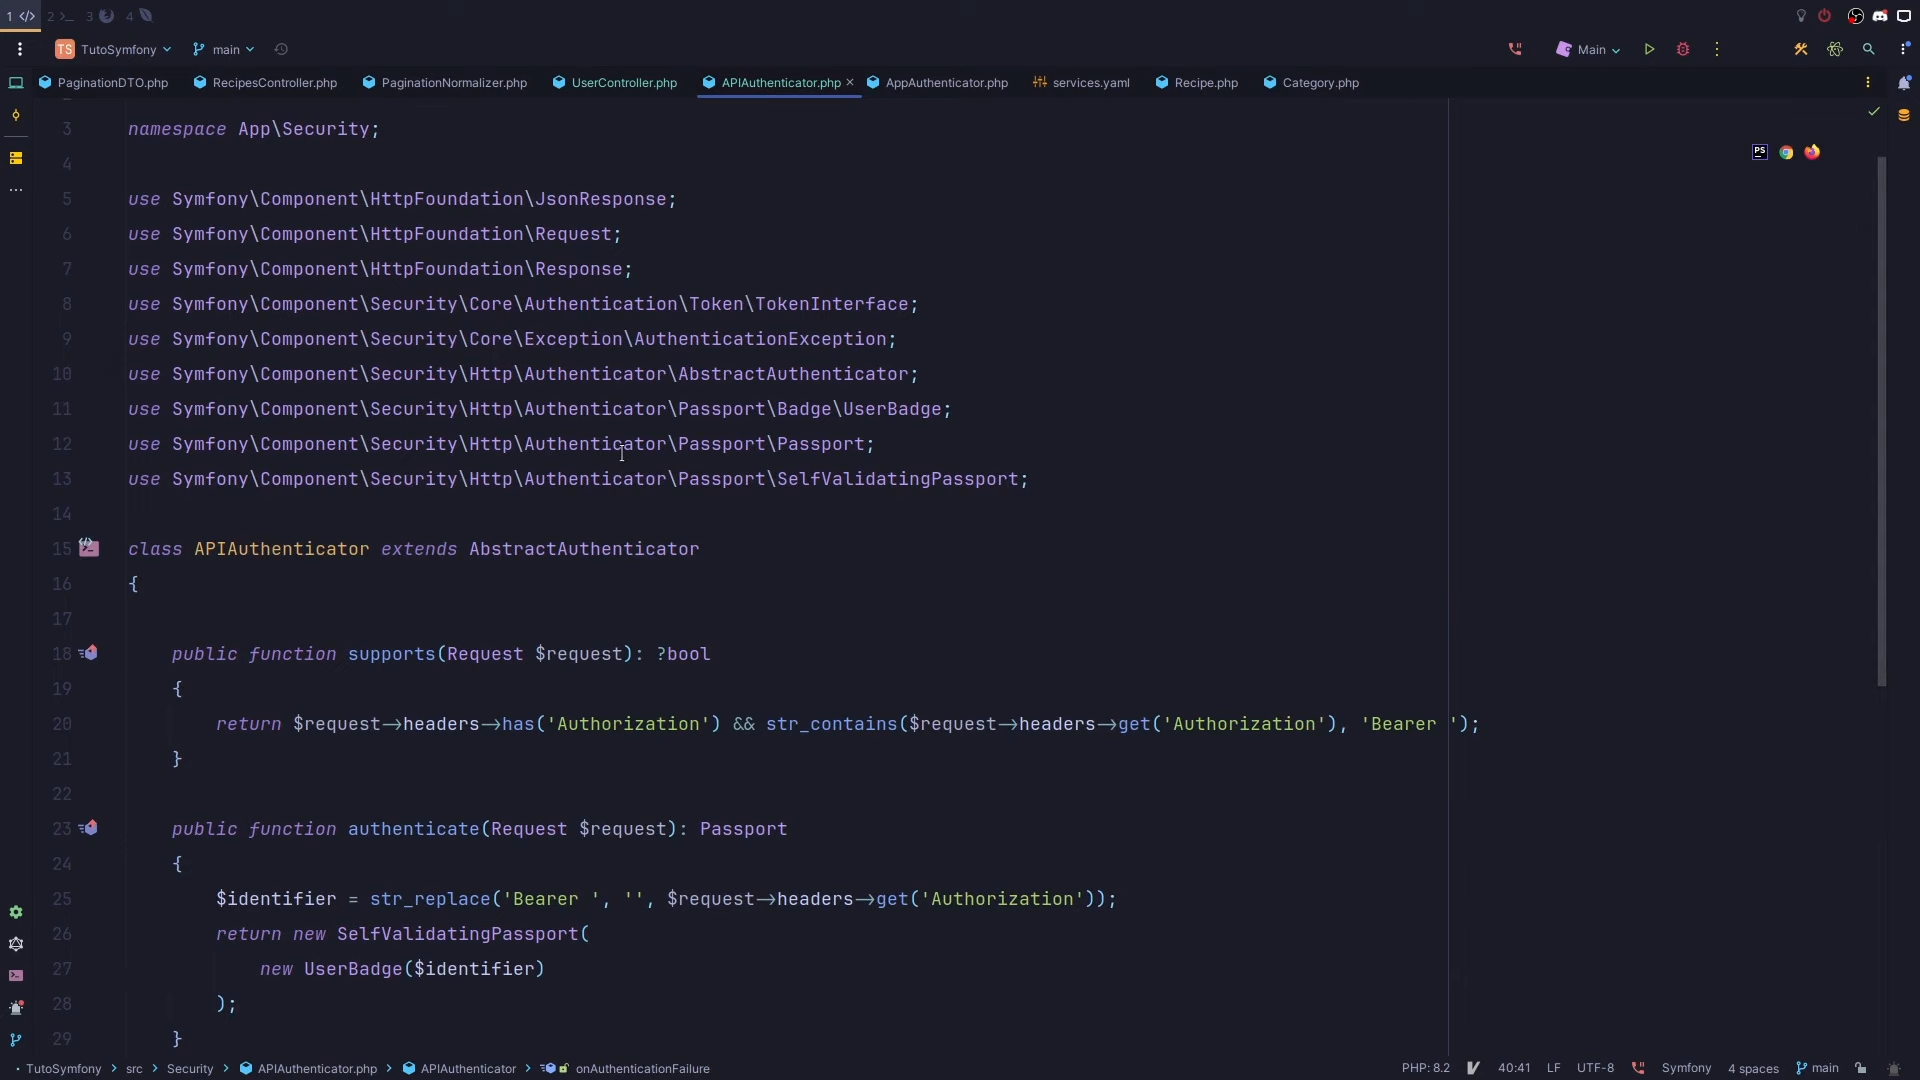 1 2 3 4
TS TutoSymfony main Main
PaginationDTO.php RecipesController.php PaginationNormalizer.php UserController.php APIAuthenticator.php AppAuthenticator.php services.yaml Recipe.php Category.php
3 namespace App\Security;
4
5 use Symfony\Component\HttpFoundation\JsonResponse;
6 use Symfony\Component\HttpFoundation\Request;
7 use Symfony\Component\HttpFoundation\Response;
8 use Symfony\Component\Security\Core\Authentication\Token\TokenInterface;
9 use Symfony\Component\Security\Core\Exception\AuthenticationException;
10 use Symfony\Component\Security\Http\Authenticator\AbstractAuthenticator;
11 use Symfony\Component\Security\Http\Authenticator\Passport\Badge\UserBadge;
12 use Symfony\Component\Security\Http\Authenticator\Passport\Passport;
13 use Symfony\Component\Security\Http\Authenticator\Passport\SelfValidatingPassport;
14
15 class APIAuthenticator extends AbstractAuthenticator
16 {
17
18 public function supports(Request $request): ?bool
19 {
20 return $request->headers->has('Authorization') && str_contains($request->headers->get('Authorization'), 'Bearer ');
21 }
22
23 public function authenticate(Request $request): Passport
24 {
25 $identifier = str_replace('Bearer ', '', $request->headers->get('Authorization'));
26 return new SelfValidatingPassport(
27 new UserBadge($identifier)
28 );
29 }
TutoSymfony > src > Security > APIAuthenticator.php > APIAuthenticator > onAuthenticationFailure PHP: 8.2 40:41 LF UTF-8 Symfony 4 spaces main